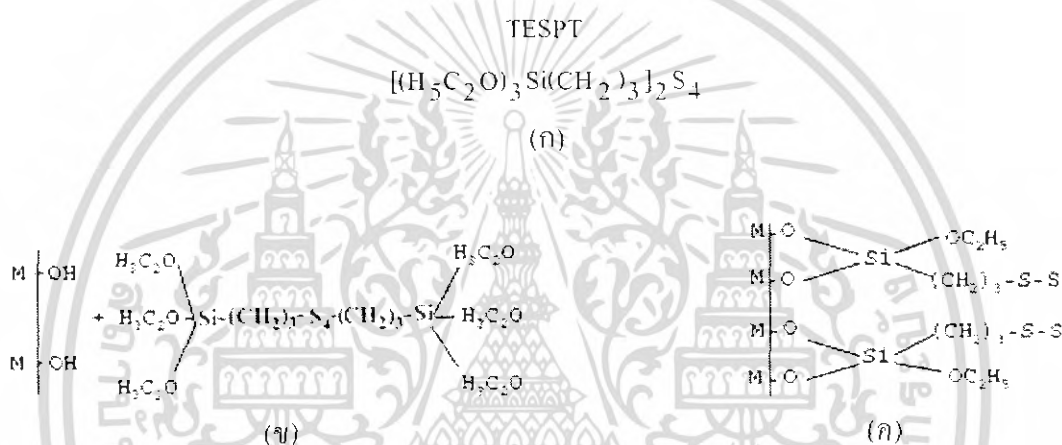 TESPT
[(H5C2O)3Si(CH2)3]2S4
(ก)
M OH
M OH
+
H5C2O
H5C2O-Si-(CH2)3-S4-(CH2)3-Si
H5C2O
H5C2O
H5C2O
H5C2O
(ข)
M O
M O
Si
OC2H5
(CH2)3-S-S
M O
M O
Si
(CH2)3-S-S
OC2H5
(ค)